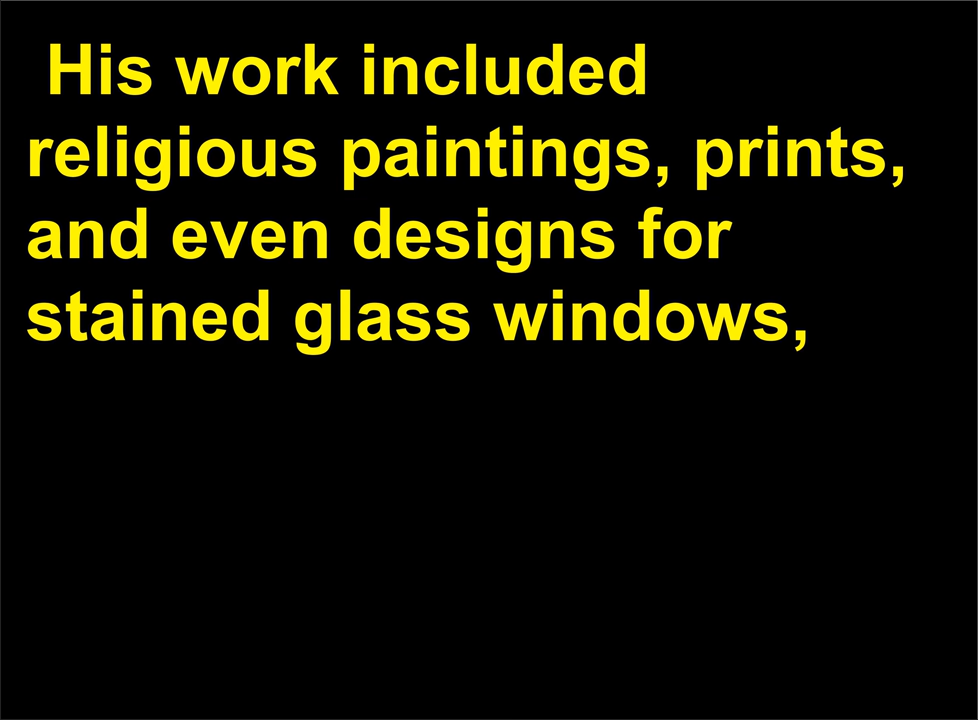 His work included
religious paintings, prints,
and even designs for
stained glass windows,